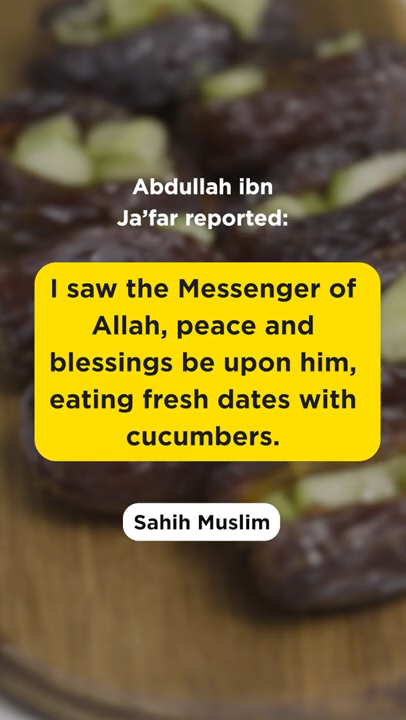 Abdullah ibn
Ja’far reported:
I saw the Messenger of
Allah, peace and
blessings be upon him,
eating fresh dates with
cucumbers.
Sahih Muslim